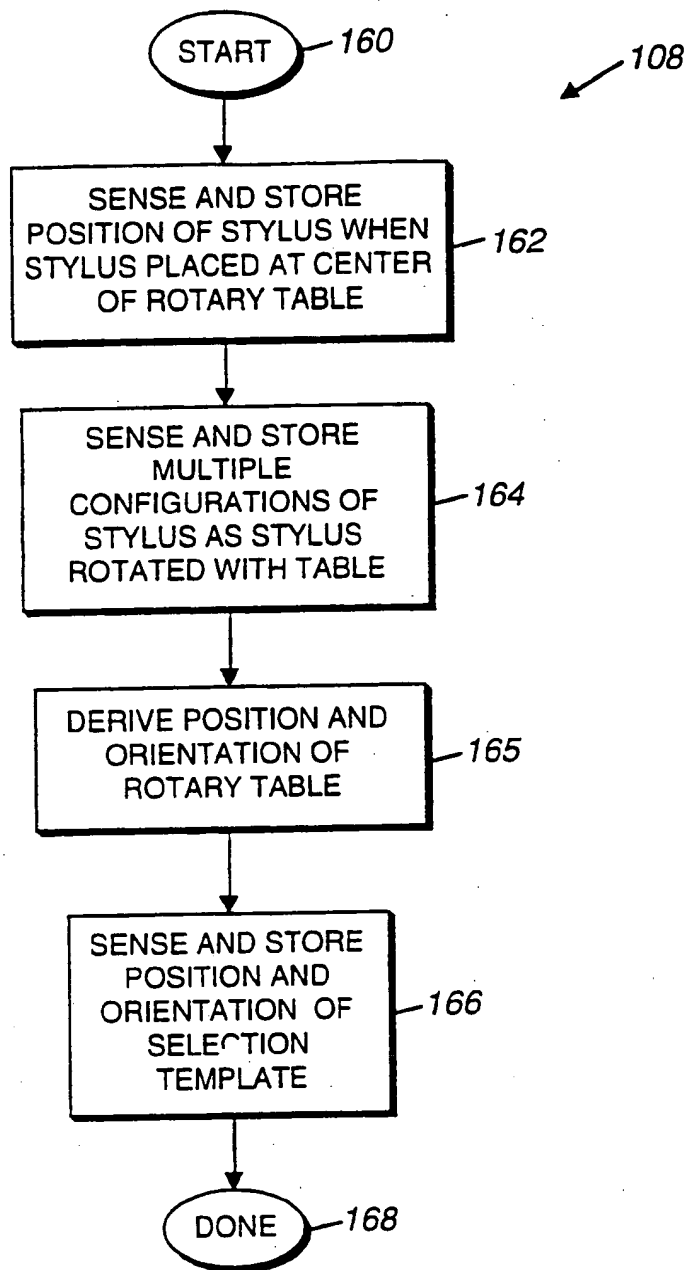 START
160
108
SENSE AND STORE
POSITION OF STYLUS WHEN
STYLUS PLACED AT CENTER
OF ROTARY TABLE
162
SENSE AND STORE
MULTIPLE
CONFIGURATIONS OF
STYLUS AS STYLUS
ROTATED WITH TABLE
164
DERIVE POSITION AND
ORIENTATION OF
ROTARY TABLE
165
SENSE AND STORE
POSITION AND
ORIENTATION OF
SELECTION
TEMPLATE
166
DONE
168